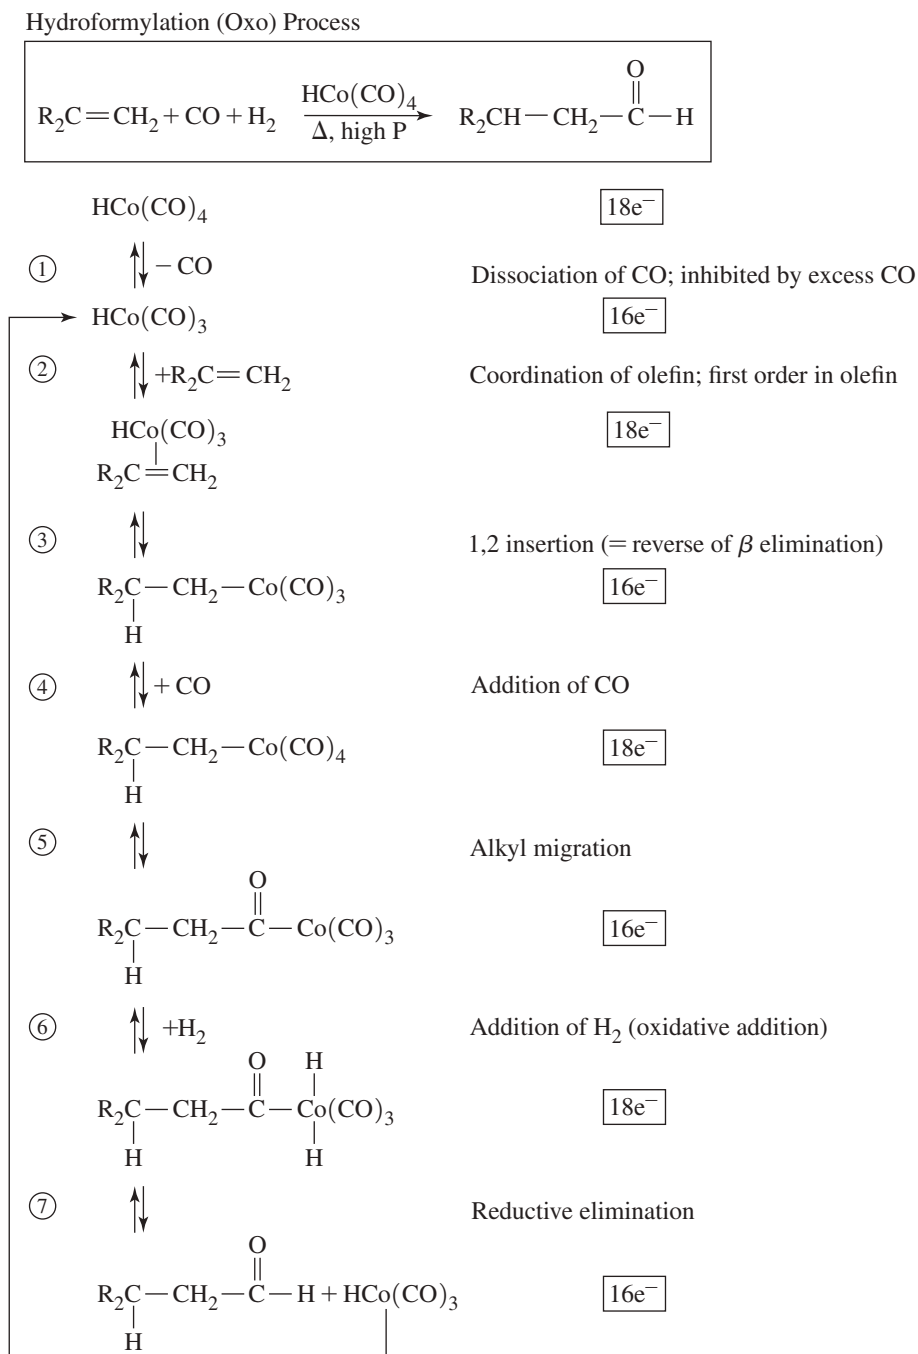 Hydroformylation (Oxo) Process
O
R₂C=CH₂ + CO + H₂ HCo(CO)₄ R₂CH—CH₂—C—H
Δ, high P
HCo(CO)₄ 18e⁻
① − CO Dissociation of CO; inhibited by excess CO
HCo(CO)₃ 16e⁻
② +R₂C=CH₂ Coordination of olefin; first order in olefin
HCo(CO)₃ 18e⁻
R₂C=CH₂
③ 1,2 insertion (= reverse of β elimination)
R₂C—CH₂—Co(CO)₃ 16e⁻
H
④ + CO Addition of CO
R₂C—CH₂—Co(CO)₄ 18e⁻
H
⑤ Alkyl migration
O
R₂C—CH₂—C—Co(CO)₃ 16e⁻
H
⑥ +H₂ Addition of H₂ (oxidative addition)
O H
R₂C—CH₂—C—Co(CO)₃ 18e⁻
H H
⑦ Reductive elimination
O
R₂C—CH₂—C—H + HCo(CO)₃ 16e⁻
H